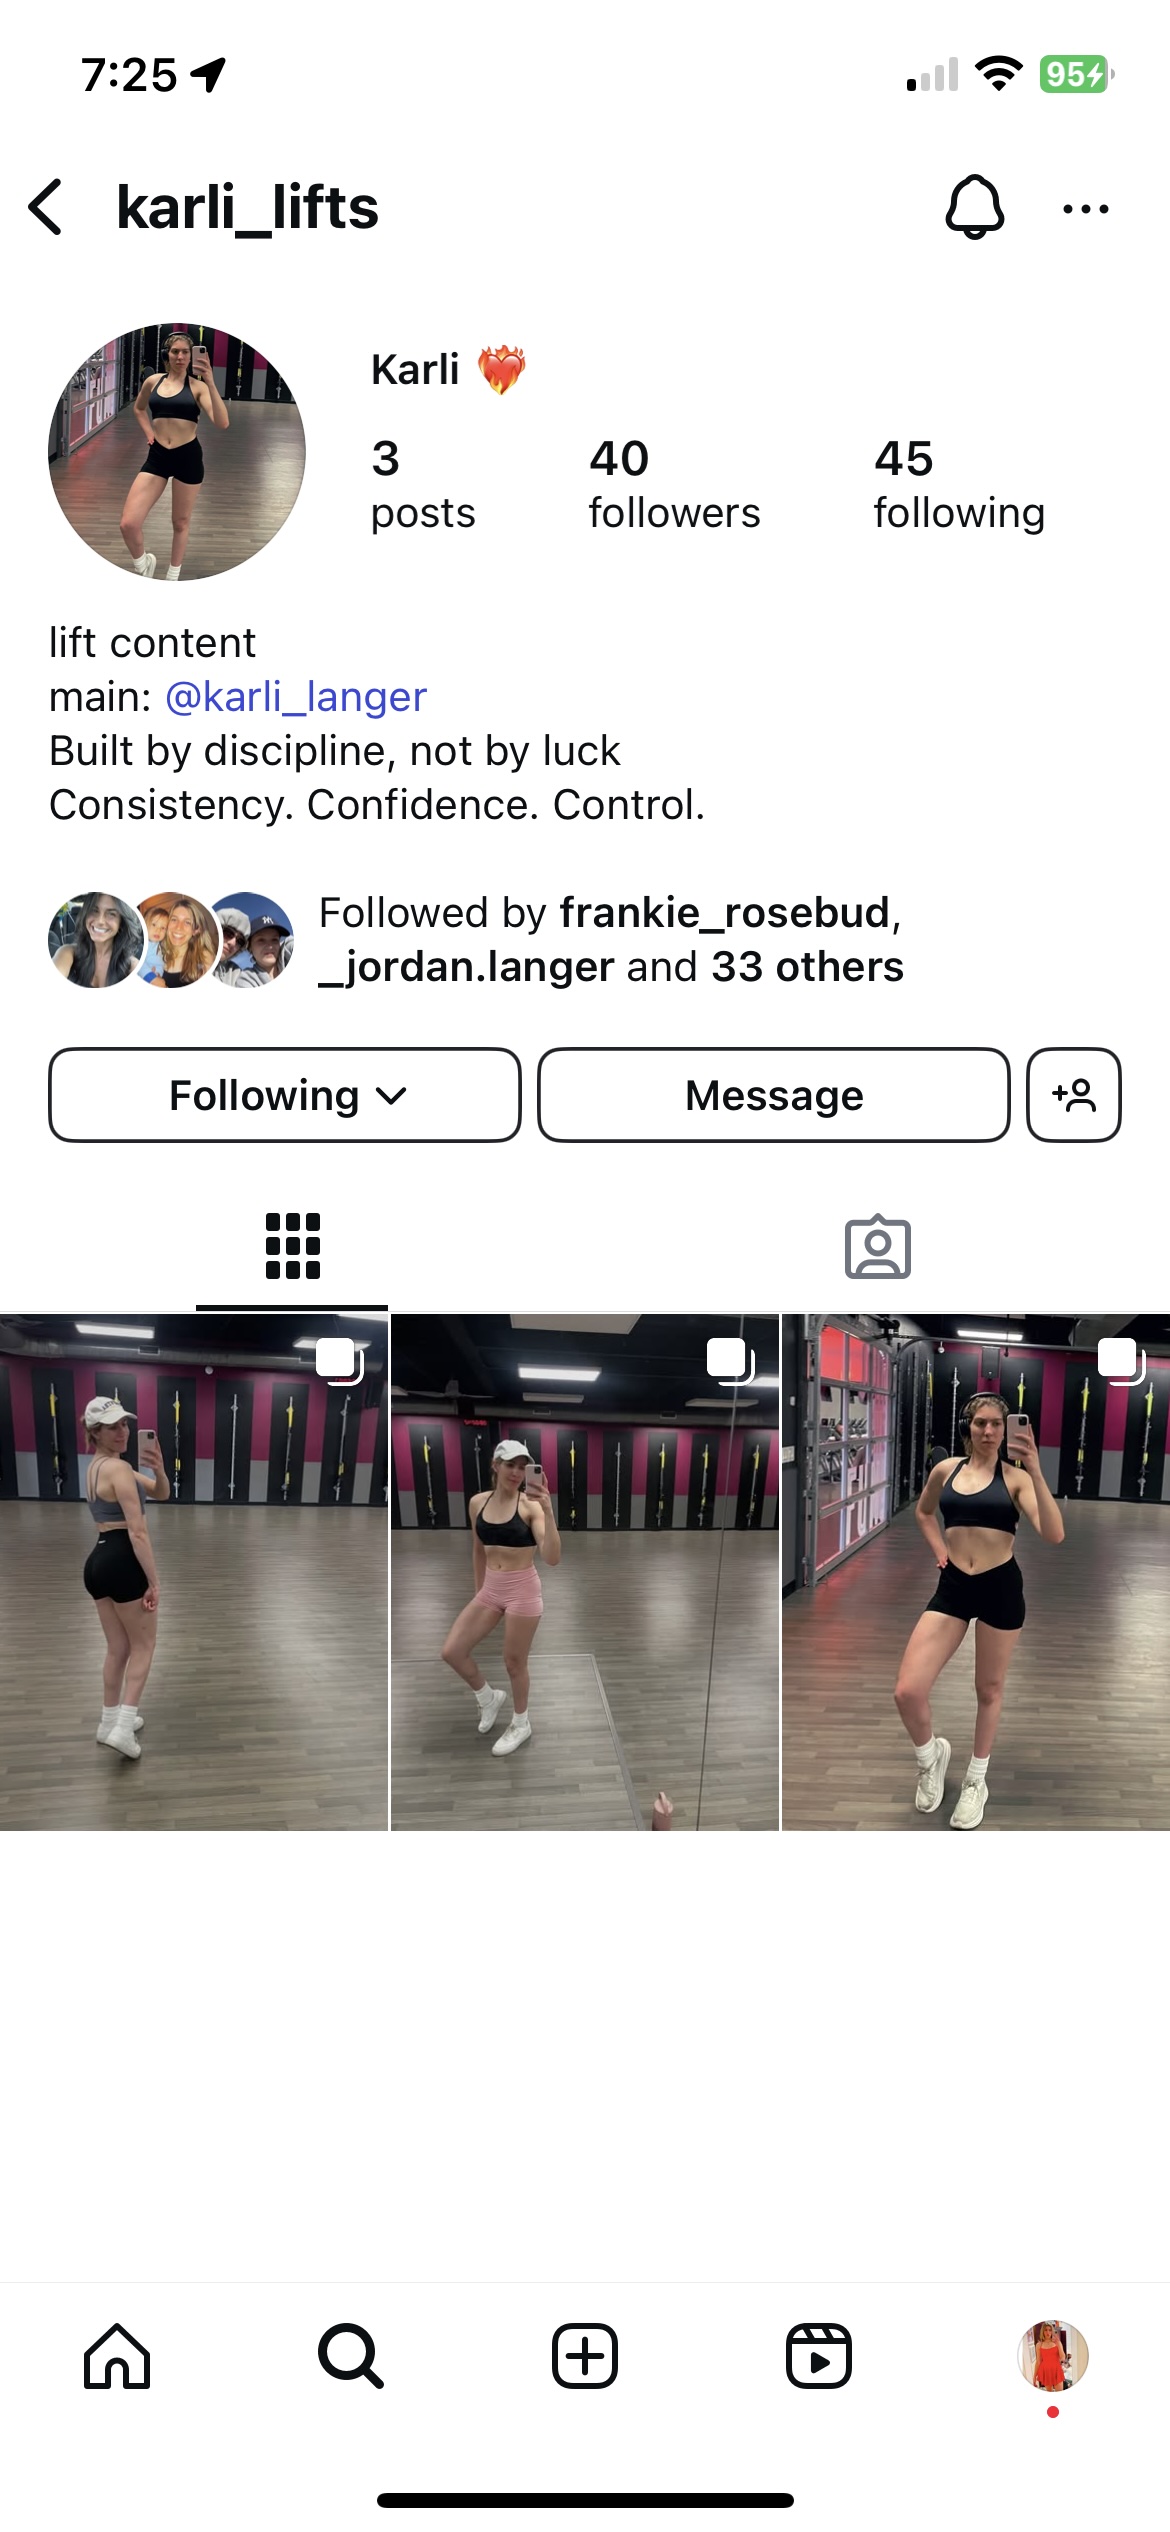 7:25
95
karli_lifts
Karli ❤️‍🔥
3 posts
40 followers
45 following
lift content
main: @karli_langer
Built by discipline, not by luck
Consistency. Confidence. Control.
Followed by frankie_rosebud,
_jordan.langer and 33 others
Following
Message